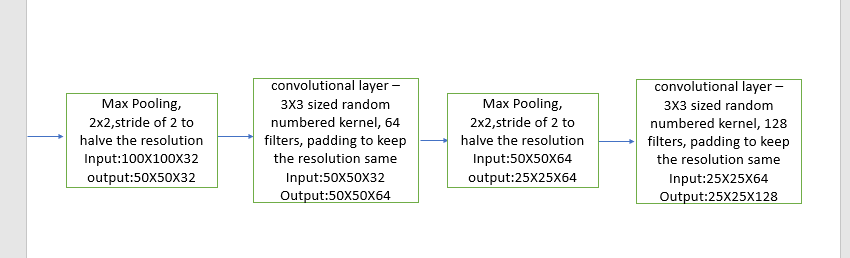 Max Pooling,
2x2,stride of 2 to
halve the resolution
Input:100X100X32
output:50X50X32
convolutional layer –
3X3 sized random
numbered kernel, 64
filters, padding to keep
the resolution same
Input:50X50X32
Output:50X50X64
Max Pooling,
2x2,stride of 2 to
halve the resolution
Input:50X50X64
output:25X25X64
convolutional layer –
3X3 sized random
numbered kernel, 128
filters, padding to keep
the resolution same
Input:25X25X64
Output:25X25X128